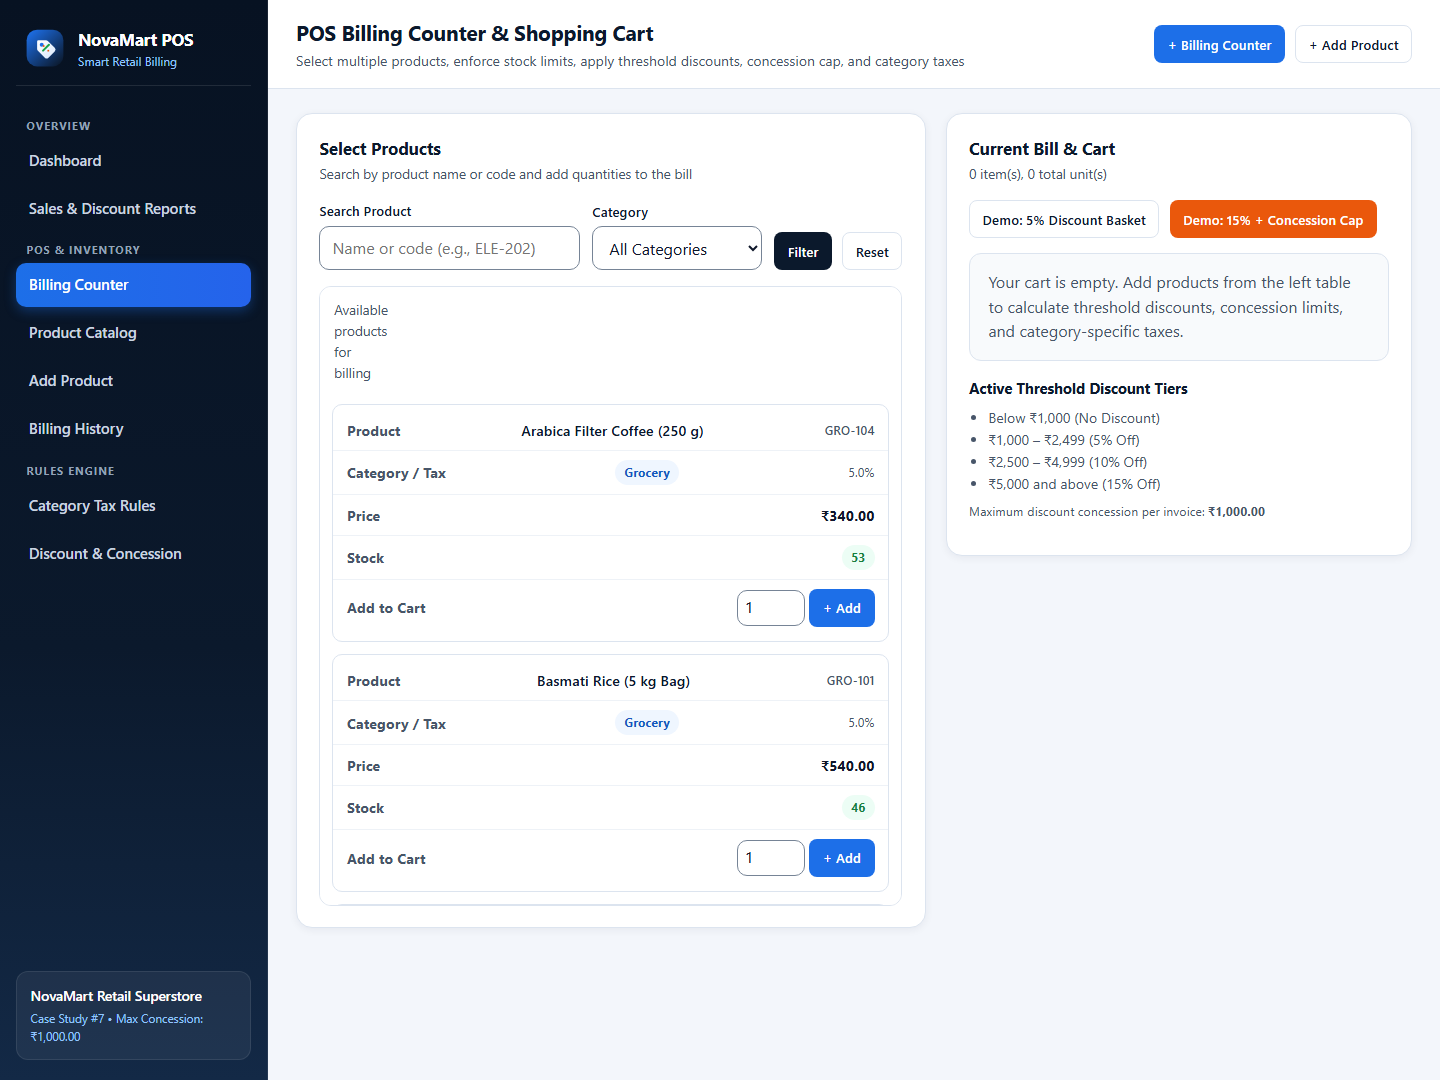 NovaMart POS
Smart Retail Billing
OVERVIEW
Dashboard
Sales & Discount Reports
POS & INVENTORY
Billing Counter
Product Catalog
Add Product
Billing History
RULES ENGINE
Category Tax Rules
Discount & Concession
NovaMart Retail Superstore
Case Study #7 • Max Concession:
₹1,000.00
POS Billing Counter & Shopping Cart
Select multiple products, enforce stock limits, apply threshold discounts, concession cap, and category taxes
+ Billing Counter
+ Add Product
Select Products
Search by product name or code and add quantities to the bill
Search Product
Category
Name or code (e.g., ELE-202)
All Categories
Filter
Reset
Available
products
for
billing
Product Arabica Filter Coffee (250 g) GRO-104
Category / Tax Grocery 5.0%
Price ₹340.00
Stock 53
Add to Cart 1 + Add
Product Basmati Rice (5 kg Bag) GRO-101
Category / Tax Grocery 5.0%
Price ₹540.00
Stock 46
Add to Cart 1 + Add
Current Bill & Cart
0 item(s), 0 total unit(s)
Demo: 5% Discount Basket
Demo: 15% + Concession Cap
Your cart is empty. Add products from the left table
to calculate threshold discounts, concession limits,
and category-specific taxes.
Active Threshold Discount Tiers
• Below ₹1,000 (No Discount)
• ₹1,000 – ₹2,499 (5% Off)
• ₹2,500 – ₹4,999 (10% Off)
• ₹5,000 and above (15% Off)
Maximum discount concession per invoice: ₹1,000.00